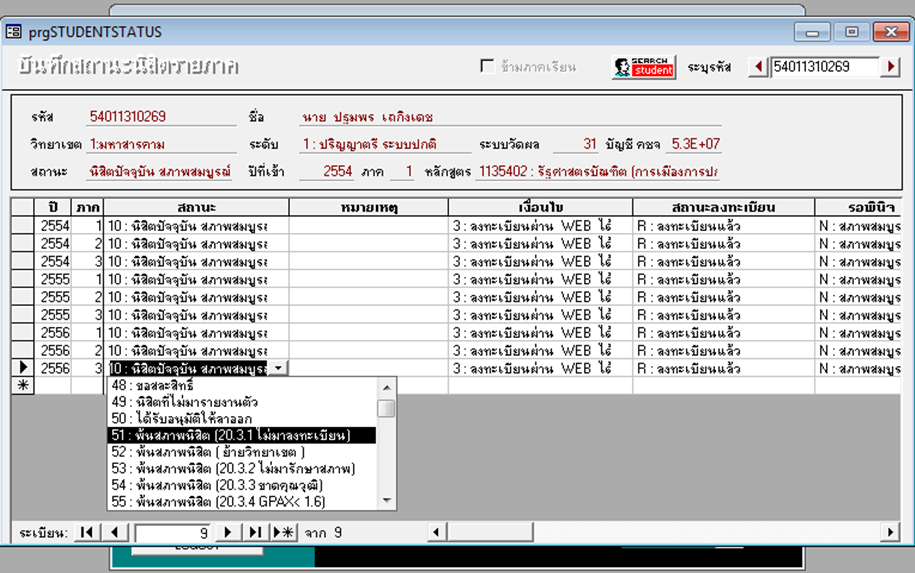 prgSTUDENTSTATUS
บันทึกสถานะนิสิตรายภาค
ข้ามภาคเรียน
SEARCH student
ระบุรหัส
54011310269
รหัส 54011310269 ชื่อ นาย ปฐมพร เถกิงเดช
วิทยาเขต 1:มหาสารคาม ระดับ 1 : ปริญญาตรี ระบบปกติ ระบบวัดผล 31 บัญชี คชจ 5.3E+07
สถานะ นิสิตปัจจุบัน สภาพสมบูรณ์ ปีที่เข้า 2554 ภาค 1 หลักสูตร 1135402 : รัฐศาสตรบัณฑิต (การเมืองการปก
ปี ภาค สถานะ หมายเหตุ เงื่อนไข สถานะลงทะเบียน รอพินิจ
2554 1 10 : นิสิตปัจจุบัน สภาพสมบูรณ 3 : ลงทะเบียนผ่าน WEB ได้ R : ลงทะเบียนแล้ว N : สภาพสมบูร
2554 2 10 : นิสิตปัจจุบัน สภาพสมบูรณ 3 : ลงทะเบียนผ่าน WEB ได้ R : ลงทะเบียนแล้ว N : สภาพสมบูร
2554 3 10 : นิสิตปัจจุบัน สภาพสมบูรณ 3 : ลงทะเบียนผ่าน WEB ได้ R : ลงทะเบียนแล้ว N : สภาพสมบูร
2555 1 10 : นิสิตปัจจุบัน สภาพสมบูรณ 3 : ลงทะเบียนผ่าน WEB ได้ R : ลงทะเบียนแล้ว N : สภาพสมบูร
2555 2 10 : นิสิตปัจจุบัน สภาพสมบูรณ 3 : ลงทะเบียนผ่าน WEB ได้ R : ลงทะเบียนแล้ว N : สภาพสมบูร
2555 3 10 : นิสิตปัจจุบัน สภาพสมบูรณ 3 : ลงทะเบียนผ่าน WEB ได้ R : ลงทะเบียนแล้ว N : สภาพสมบูร
2556 1 10 : นิสิตปัจจุบัน สภาพสมบูรณ 3 : ลงทะเบียนผ่าน WEB ได้ R : ลงทะเบียนแล้ว N : สภาพสมบูร
2556 2 10 : นิสิตปัจจุบัน สภาพสมบูรณ 3 : ลงทะเบียนผ่าน WEB ได้ R : ลงทะเบียนแล้ว N : สภาพสมบูร
2556 3 10 : นิสิตปัจจุบัน สภาพสมบูรณ 3 : ลงทะเบียนผ่าน WEB ได้ R : ลงทะเบียนแล้ว N : สภาพสมบูร
48 : ขอสละสิทธิ์
49 : นิสิตที่ไม่มารายงานตัว
50 : ได้รับอนุมัติให้ลาออก
51 : พ้นสภาพนิสิต (20.3.1 ไม่มาลงทะเบียน)
52 : พ้นสภาพนิสิต ( ย้ายวิทยาเขต )
53 : พ้นสภาพนิสิต (20.3.2 ไม่มารักษาสภาพ)
54 : พ้นสภาพนิสิต (20.3.3 ขาดคุณวุฒิ)
55 : พ้นสภาพนิสิต (20.3.4 GPAX< 1.6)
ระเบียน: 9 จาก 9